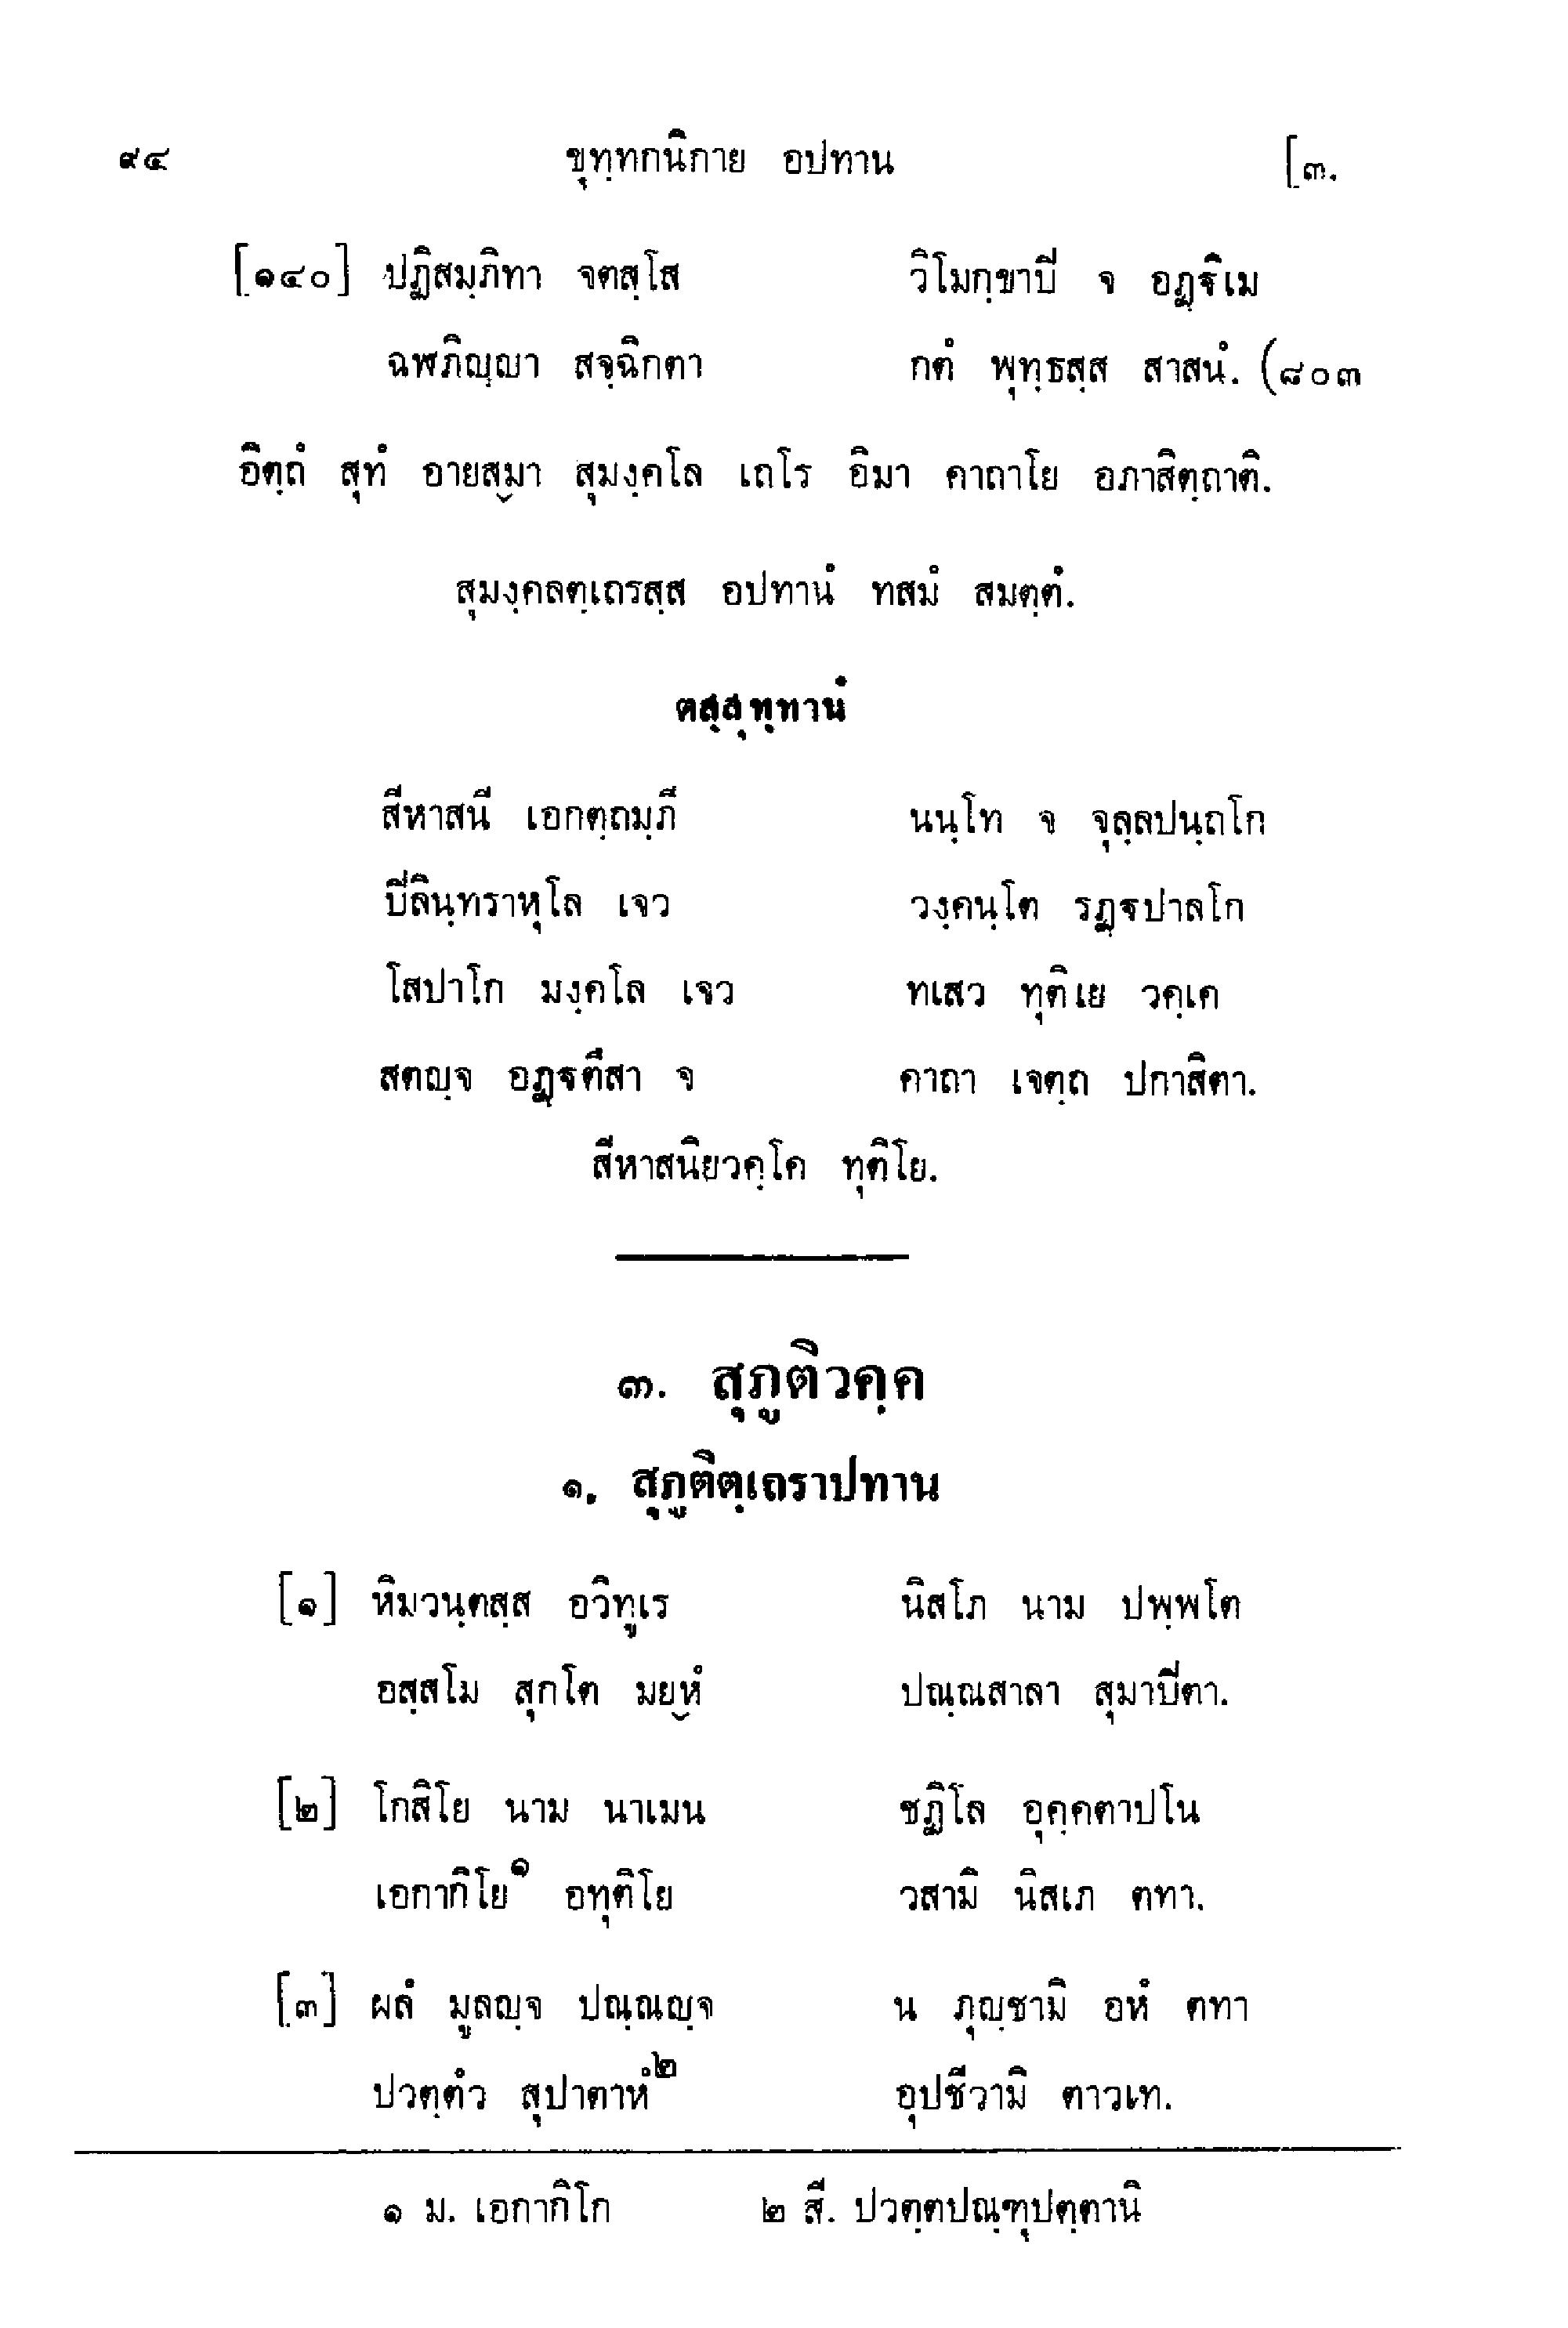 ๙๔ ขุทฺทกนิกาย อปทาน [๓.
[๑๔๐] ปฏิสมฺภิทา จตสฺโส วิโมกฺขาปิ จ อฏฺฐิเม
ฉฬภิญฺญา สจฺฉิกตา กตํ พุทฺธสฺส สาสนํ. (๘๐๓
อิตฺถํ สุทํ อายสฺมา สุมงฺคโล เถโร อิมา คาถาโย อภาสิตฺถาติ.
สุมงฺคลตฺเถรสฺส อปทานํ ทสมํ สมตฺตํ.
ตสฺสุทฺทานํ
สีหาสนี เอกตฺถมฺภี นนฺโท จ จุลฺลปนฺถโก
ปิลินฺทราหุโล เจว วงฺคนฺโต รฏฺฐปาลโก
โสปาโก มงฺคโล เจว ทเสว ทุติเย วคฺเค
สตญฺจ อฏฺฐตึสา จ คาถา เจตฺถ ปกาสิตา.
สีหาสนิยวคฺโค ทุติโย.
๓. สุภูติวคฺค
๑. สุภูติตฺเถราปทาน
[๑] หิมวนฺตสฺส อวิทูเร นิสโภ นาม ปพฺพโต
อสฺสโม สุกโต มยฺหํ ปณฺณสาลา สุมาปิตา.
[๒] โกสิโย นาม นาเมน ชฏิโล อุคฺคตาปโน
เอกากิโย๑ อทุติโย วสามิ นิสเภ ตทา.
[๓] ผลํ มูลญฺจ ปณฺณญฺจ น ภุญฺชามิ อหํ ตทา
ปวตฺตํว สุปาตาหํ๒ อุปชีวามิ ตาวเท.
๑ ม. เอกากิโก ๒ สี. ปวตฺตปณฺฑุปตฺตานิ